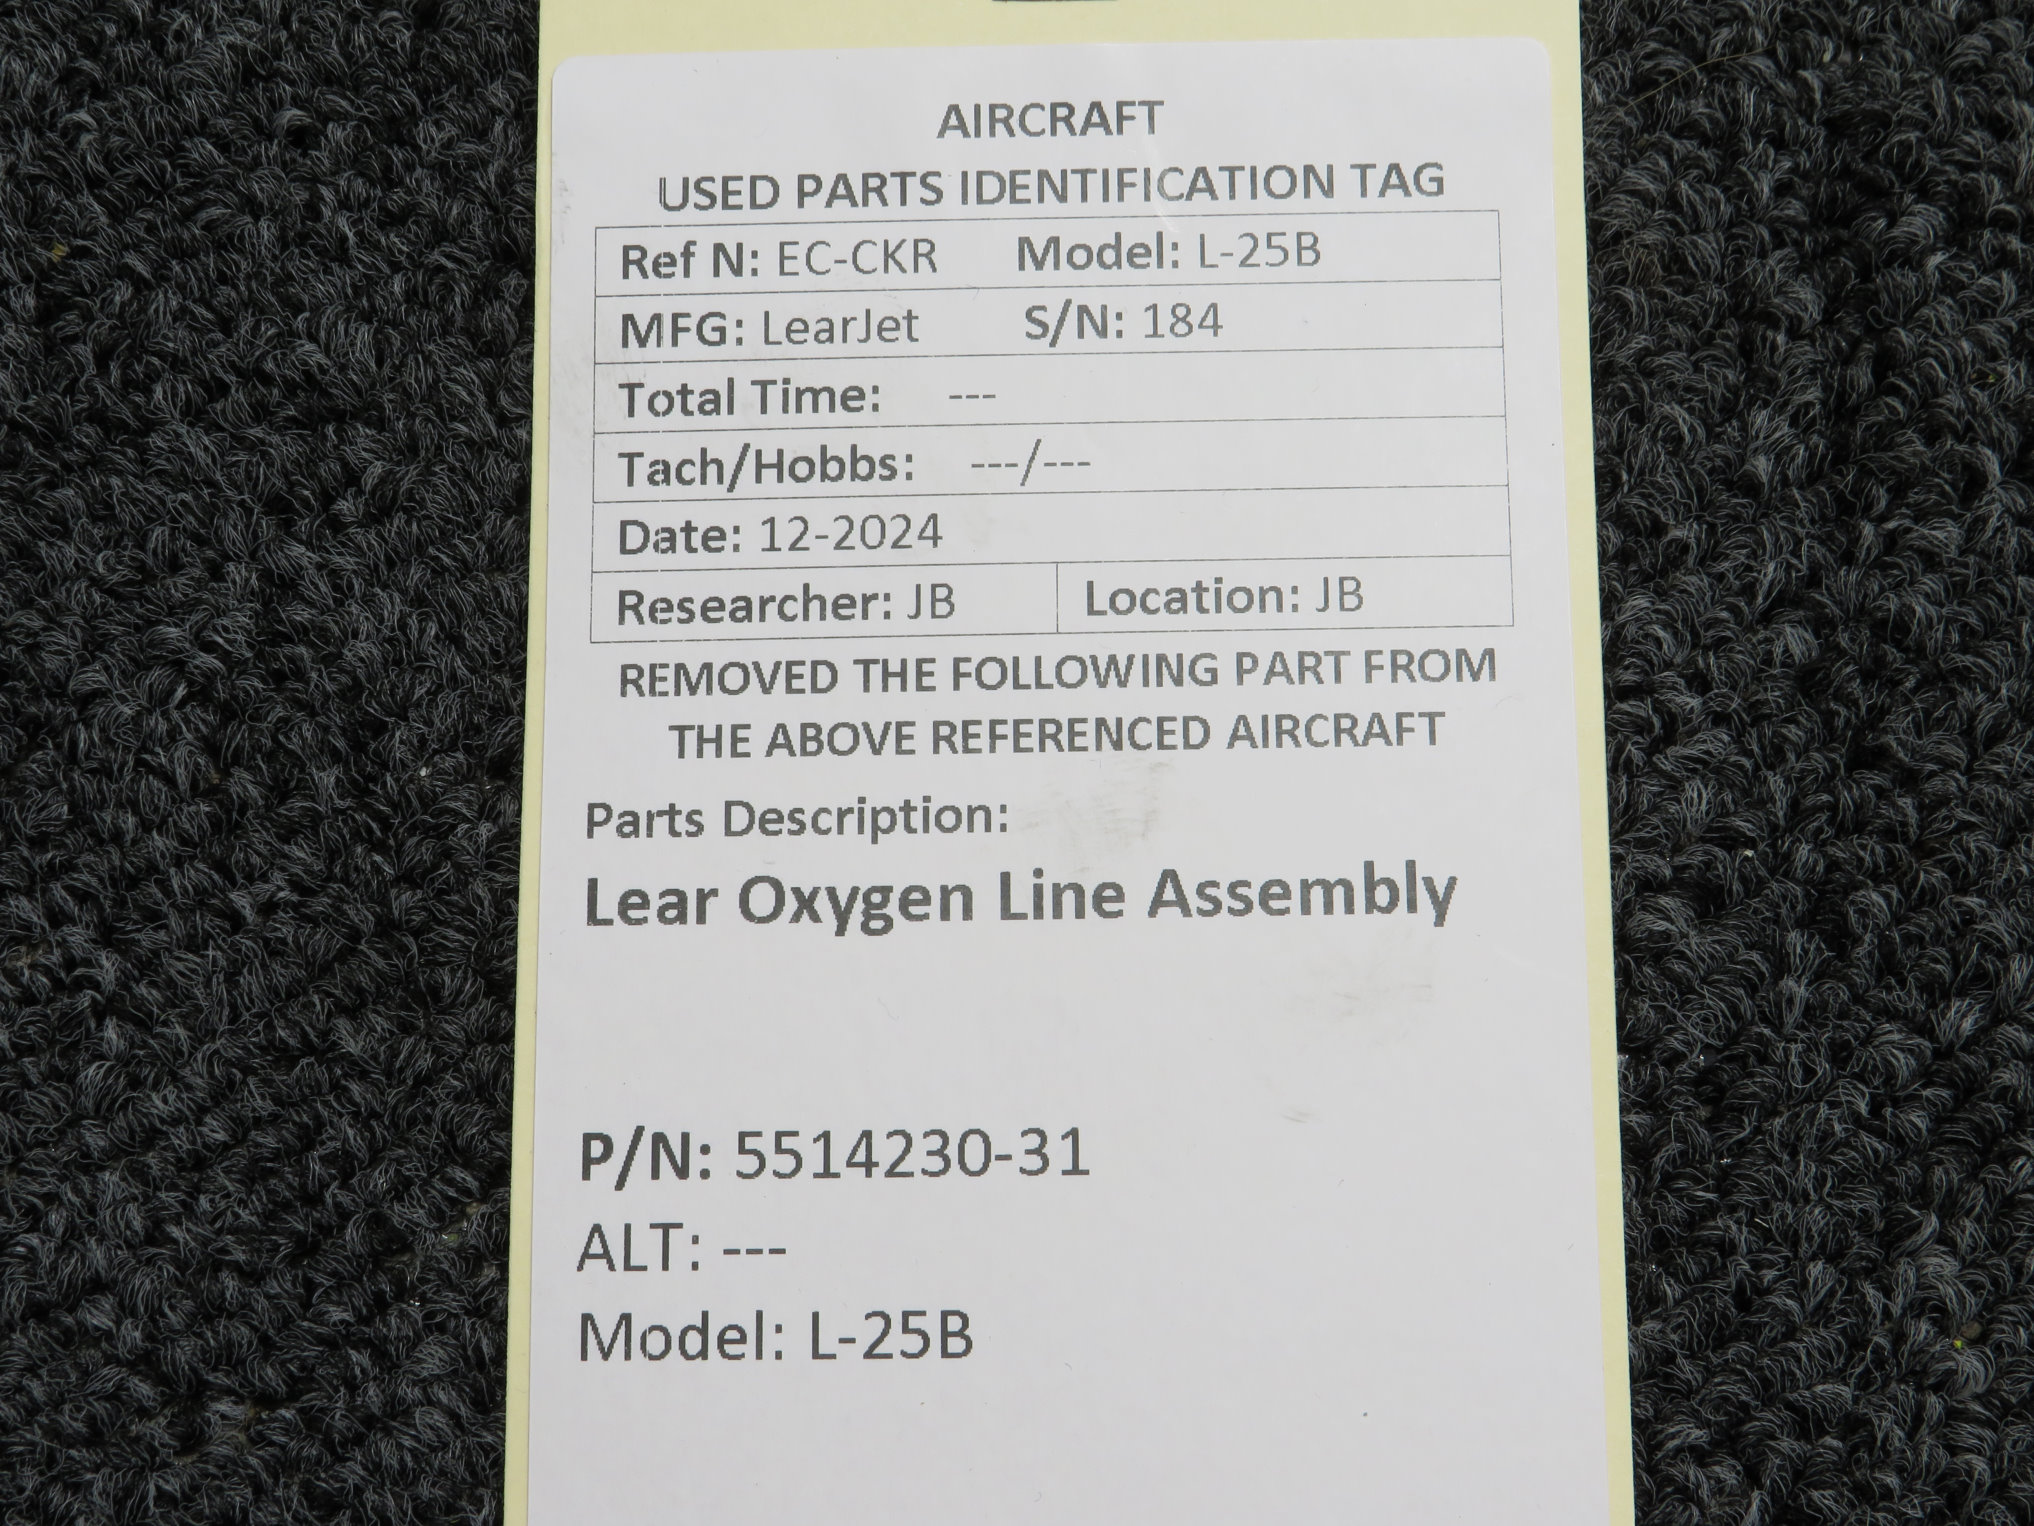 AIRCRAFT
USED PARTS IDENTIFICATION TAG
Ref N: EC-CKR Model: L-25B
MFG: LearJet S/N: 184
Total Time: ---
Tach/Hobbs: ---/---
Date: 12-2024
Researcher: JB Location: JB
REMOVED THE FOLLOWING PART FROM
THE ABOVE REFERENCED AIRCRAFT
Parts Description:
Lear Oxygen Line Assembly
P/N: 5514230-31
ALT: ---
Model: L-25B